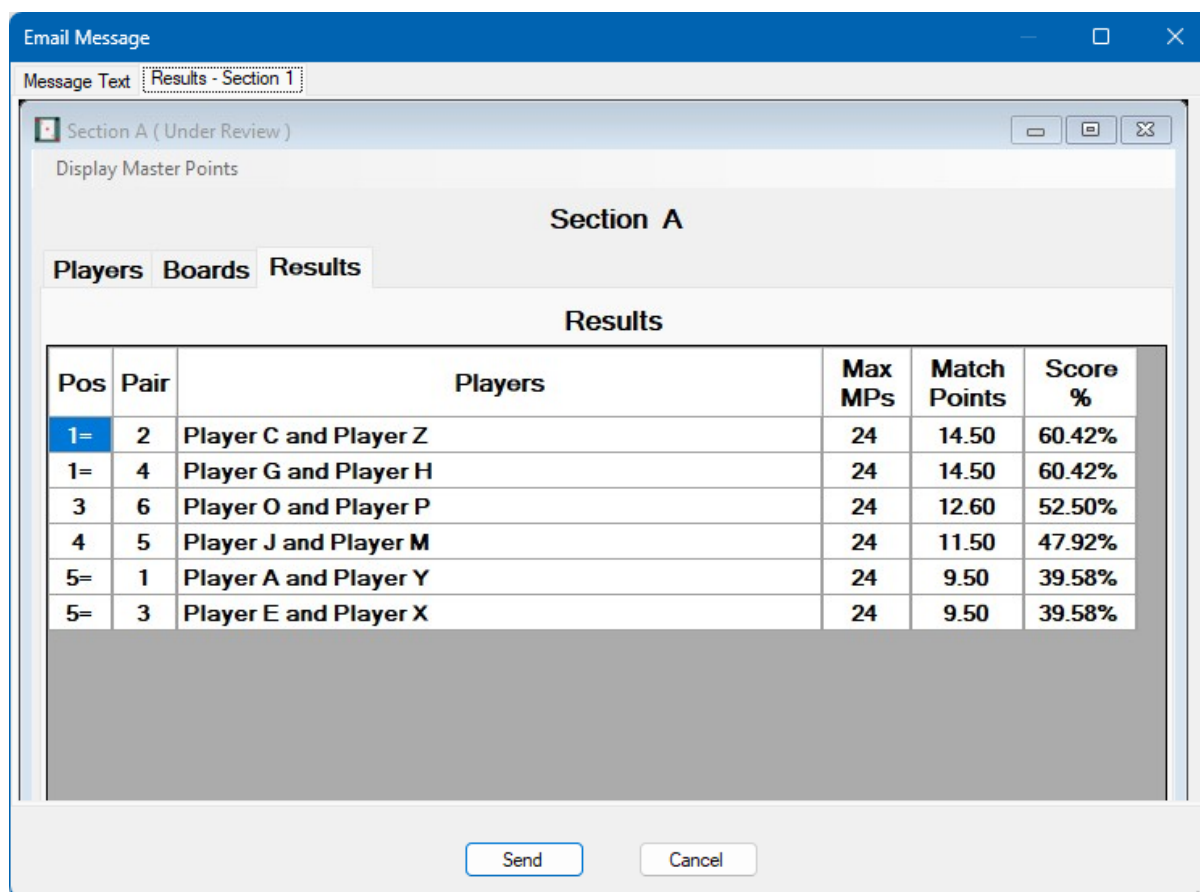 Email Message
Message Text Results - Section 1
Section A ( Under Review )
Display Master Points
Section A
Players Boards Results
Results
Pos Pair Players Max MPs Match Points Score %
1= 2 Player C and Player Z 24 14.50 60.42%
1= 4 Player G and Player H 24 14.50 60.42%
3 6 Player O and Player P 24 12.60 52.50%
4 5 Player J and Player M 24 11.50 47.92%
5= 1 Player A and Player Y 24 9.50 39.58%
5= 3 Player E and Player X 24 9.50 39.58%
Send Cancel